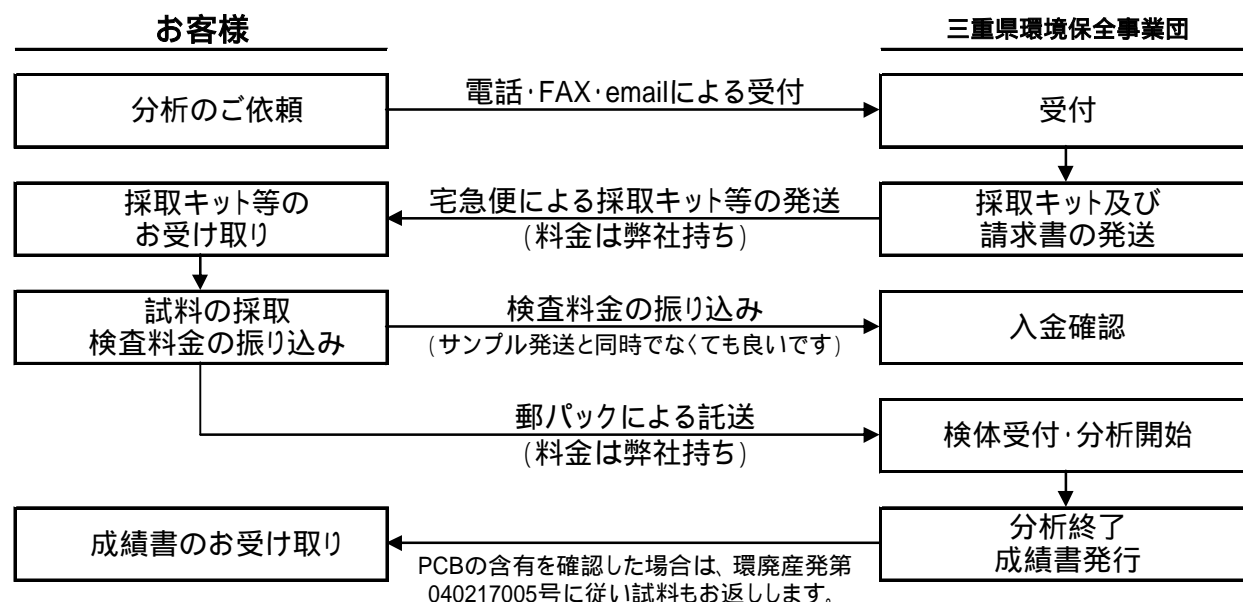 お客様
三重県環境保全事業団
分析のご依頼
電話・FAX・emailによる受付
受付
採取キット等の
お受け取り
宅急便による採取キット等の発送
(料金は弊社持ち)
採取キット及び
請求書の発送
試料の採取
検査料金の振り込み
検査料金の振り込み
(サンプル発送と同時でなくても良いです)
入金確認
郵パックによる託送
(料金は弊社持ち)
検体受付・分析開始
成績書のお受け取り
分析終了
成績書発行
PCBの含有を確認した場合は、環廃産発第
040217005号に従い試料もお返しします。